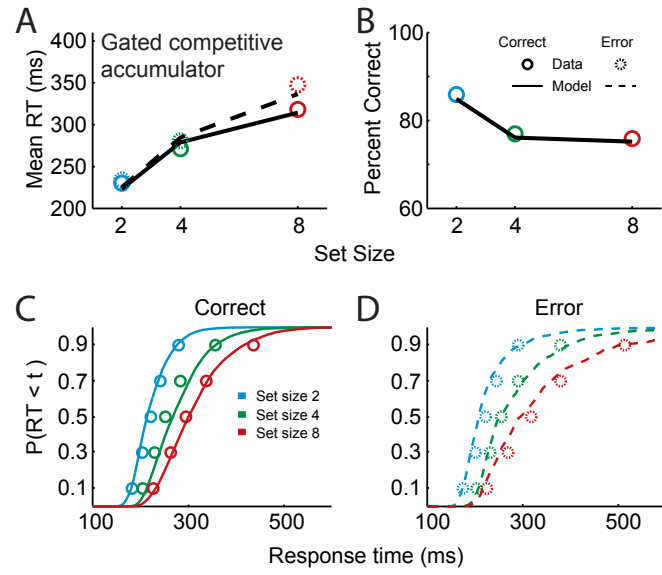 A
Gated competitive
accumulator
Mean RT (ms)
400
350
300
250
200
2 4 8
B
Correct Error
Data
Model
Percent Correct
100
80
60
2 4 8
Set Size
C
Correct
P(RT < t)
0.9
0.7
0.5
0.3
0.1
Set size 2
Set size 4
Set size 8
100 300 500
D
Error
0.9
0.7
0.5
0.3
0.1
100 300 500
Response time (ms)